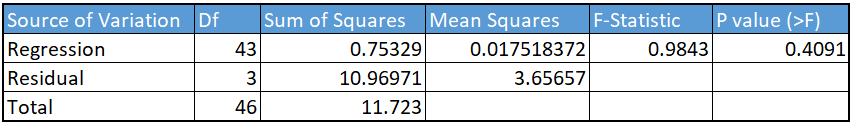 Source of Variation Df Sum of Squares Mean Squares F-Statistic P value (>F)
Regression 43 0.75329 0.017518372 0.9843 0.4091
Residual 3 10.96971 3.65657
Total 46 11.723